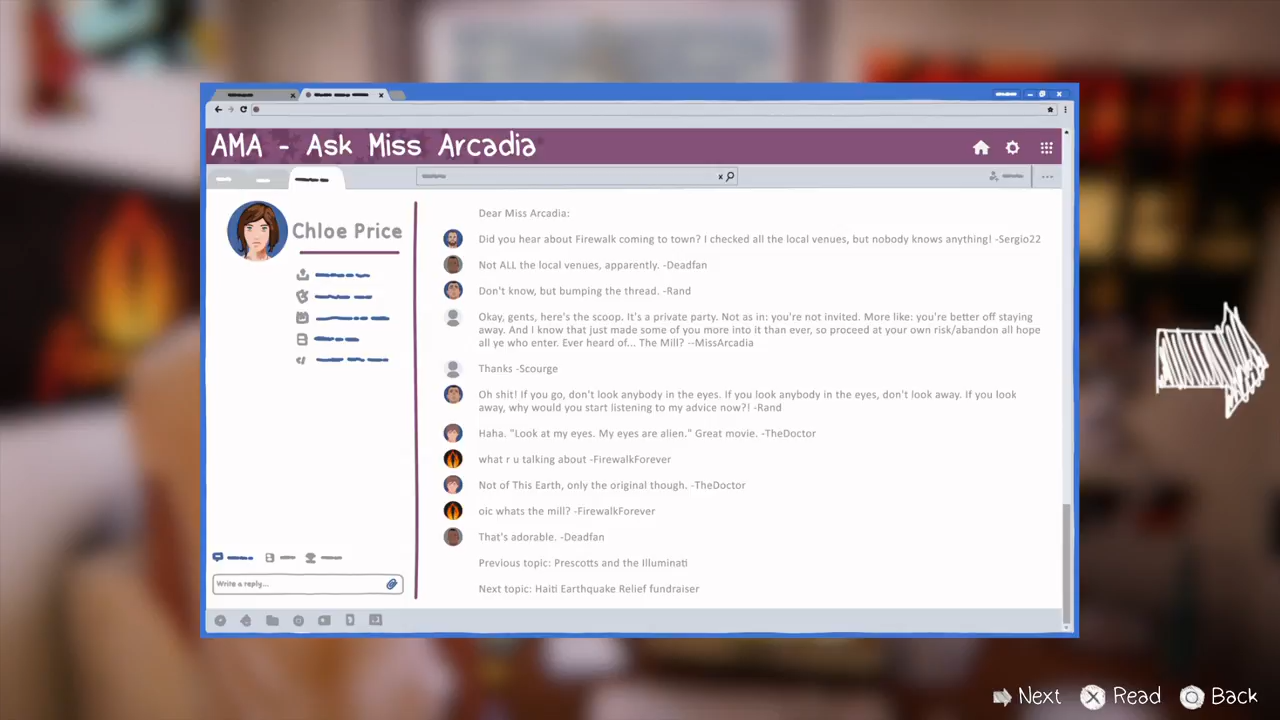 AMA - Ask Miss Arcadia
Chloe Price
Dear Miss Arcadia:
Did you hear about Firewalk coming to town? I checked all the local venues, but nobody knows anything! -Sergio22
Not ALL the local venues, apparently. -Deadfan
Don't know, but bumping the thread. -Rand
Okay, gents, here's the scoop. It's a private party. Not as in: you're not invited. More like: you're better off staying
away. And I know that just made some of you more into it than ever, so proceed at your own risk/abandon all hope
all ye who enter. Ever heard of... The Mill? --MissArcadia
Thanks -Scourge
Oh shit! If you go, don't look anybody in the eyes. If you look anybody in the eyes, don't look away. If you look
away, why would you start listening to my advice now?! -Rand
Haha. "Look at my eyes. My eyes are alien." Great movie. -TheDoctor
what r u talking about -FirewalkForever
Not of This Earth, only the original though. -TheDoctor
oic whats the mill? -FirewalkForever
That's adorable. -Deadfan
Previous topic: Prescotts and the Illuminati
Next topic: Haiti Earthquake Relief fundraiser
Write a reply...
Next
Read
Back